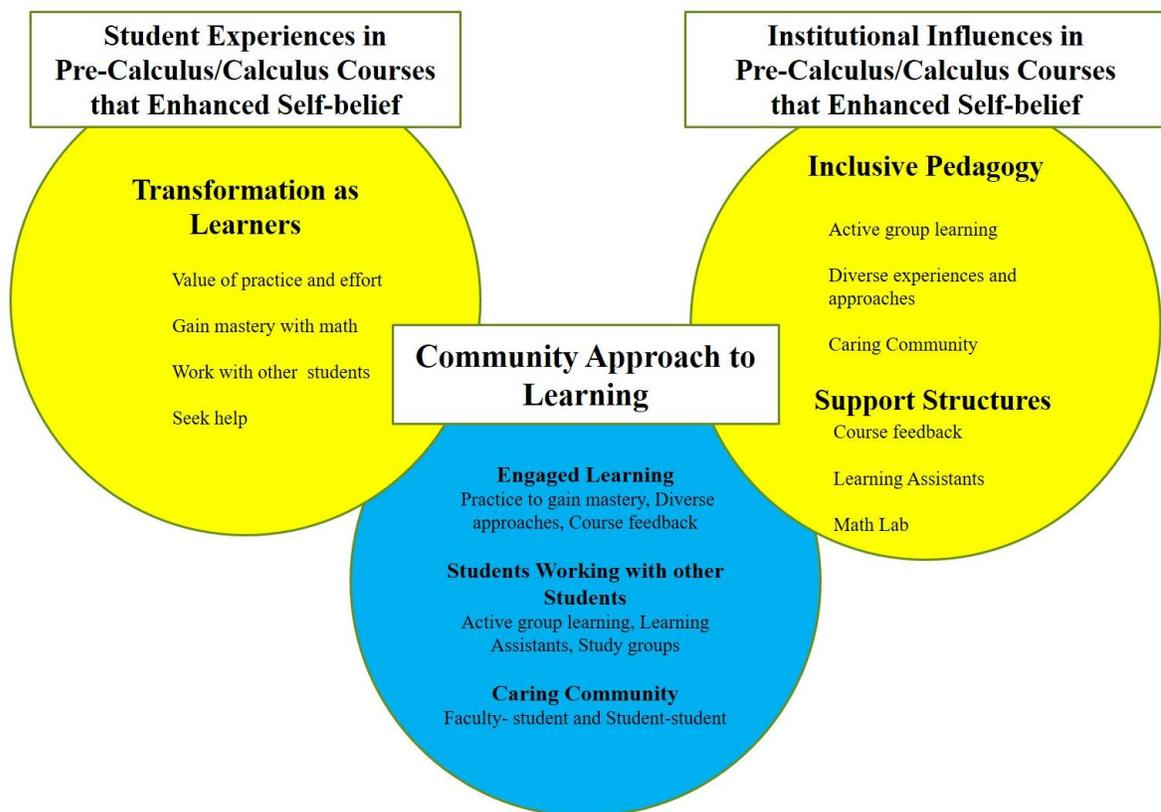 Student Experiences in
Pre-Calculus/Calculus Courses
that Enhanced Self-belief
Transformation as
Learners
Value of practice and effort
Gain mastery with math
Work with other students
Seek help
Institutional Influences in
Pre-Calculus/Calculus Courses
that Enhanced Self-belief
Inclusive Pedagogy
Active group learning
Diverse experiences and
approaches
Caring Community
Support Structures
Course feedback
Learning Assistants
Math Lab
Community Approach to
Learning
Engaged Learning
Practice to gain mastery, Diverse
approaches, Course feedback
Students Working with other
Students
Active group learning, Learning
Assistants, Study groups
Caring Community
Faculty- student and Student-student